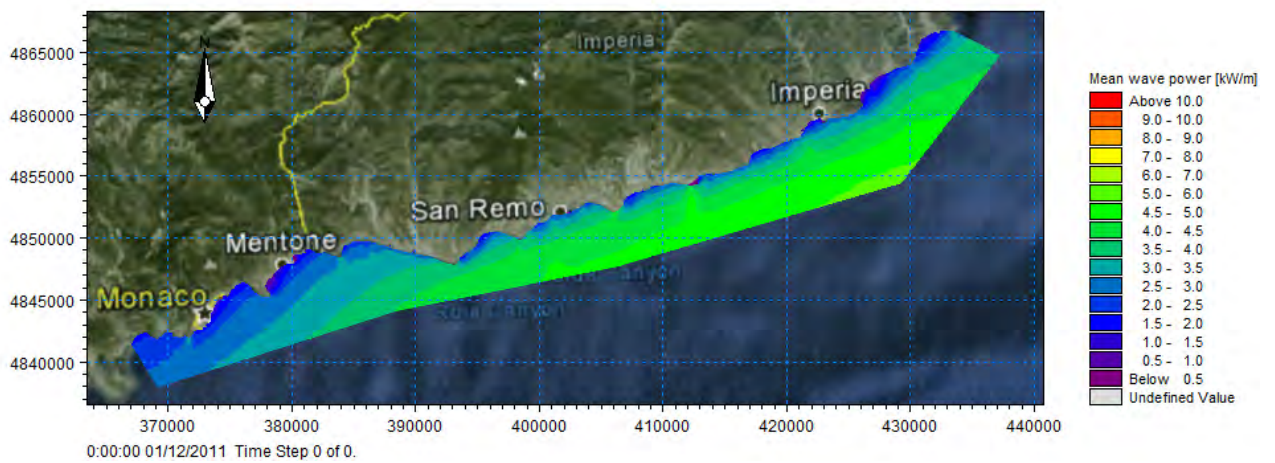 N
Imperia
Imperia
San Remo
Mentone
Monaco
Canyon
Roia Canyon
4865000
4860000
4855000
4850000
4845000
4840000
370000 380000 390000 400000 410000 420000 430000 440000
0:00:00 01/12/2011 Time Step 0 of 0.
Mean wave power [kW/m]
Above 10.0
9.0 - 10.0
8.0 - 9.0
7.0 - 8.0
6.0 - 7.0
5.0 - 6.0
4.5 - 5.0
4.0 - 4.5
3.5 - 4.0
3.0 - 3.5
2.5 - 3.0
2.0 - 2.5
1.5 - 2.0
1.0 - 1.5
0.5 - 1.0
Below 0.5
Undefined Value